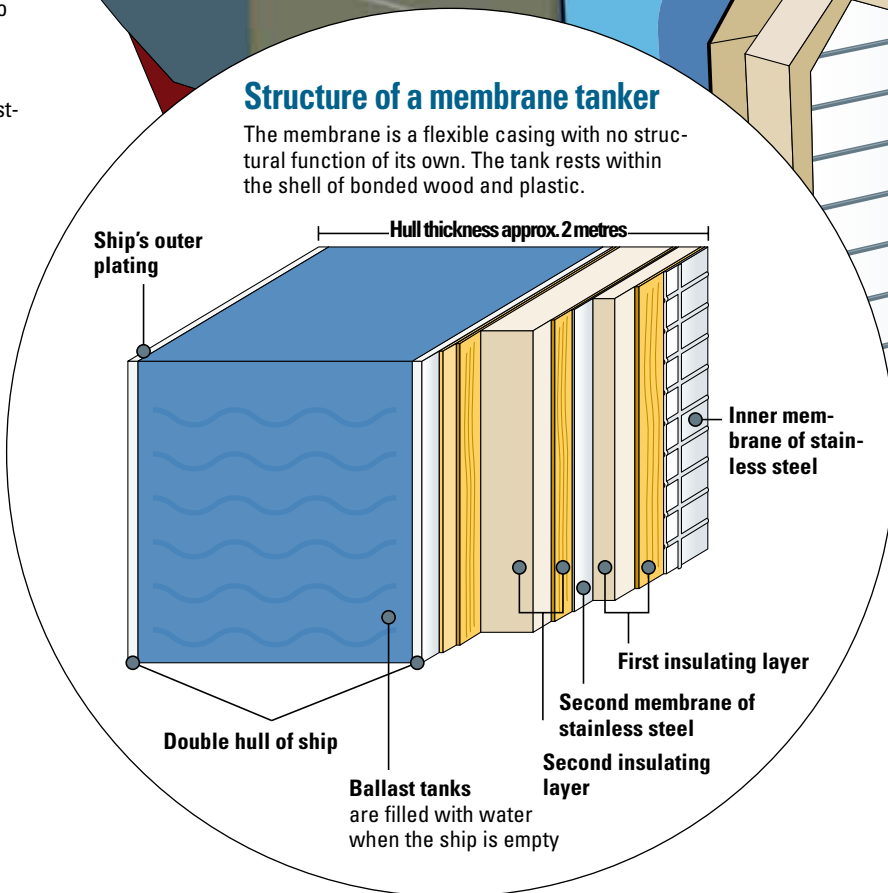 o
st-
Structure of a membrane tanker
The membrane is a flexible casing with no struc-
tural function of its own. The tank rests within
the shell of bonded wood and plastic.
Hull thickness approx. 2 metres
Ship's outer
plating
Inner mem-
brane of stain-
less steel
First insulating layer
Second membrane of
stainless steel
Second insulating
layer
Double hull of ship
Ballast tanks
are filled with water
when the ship is empty